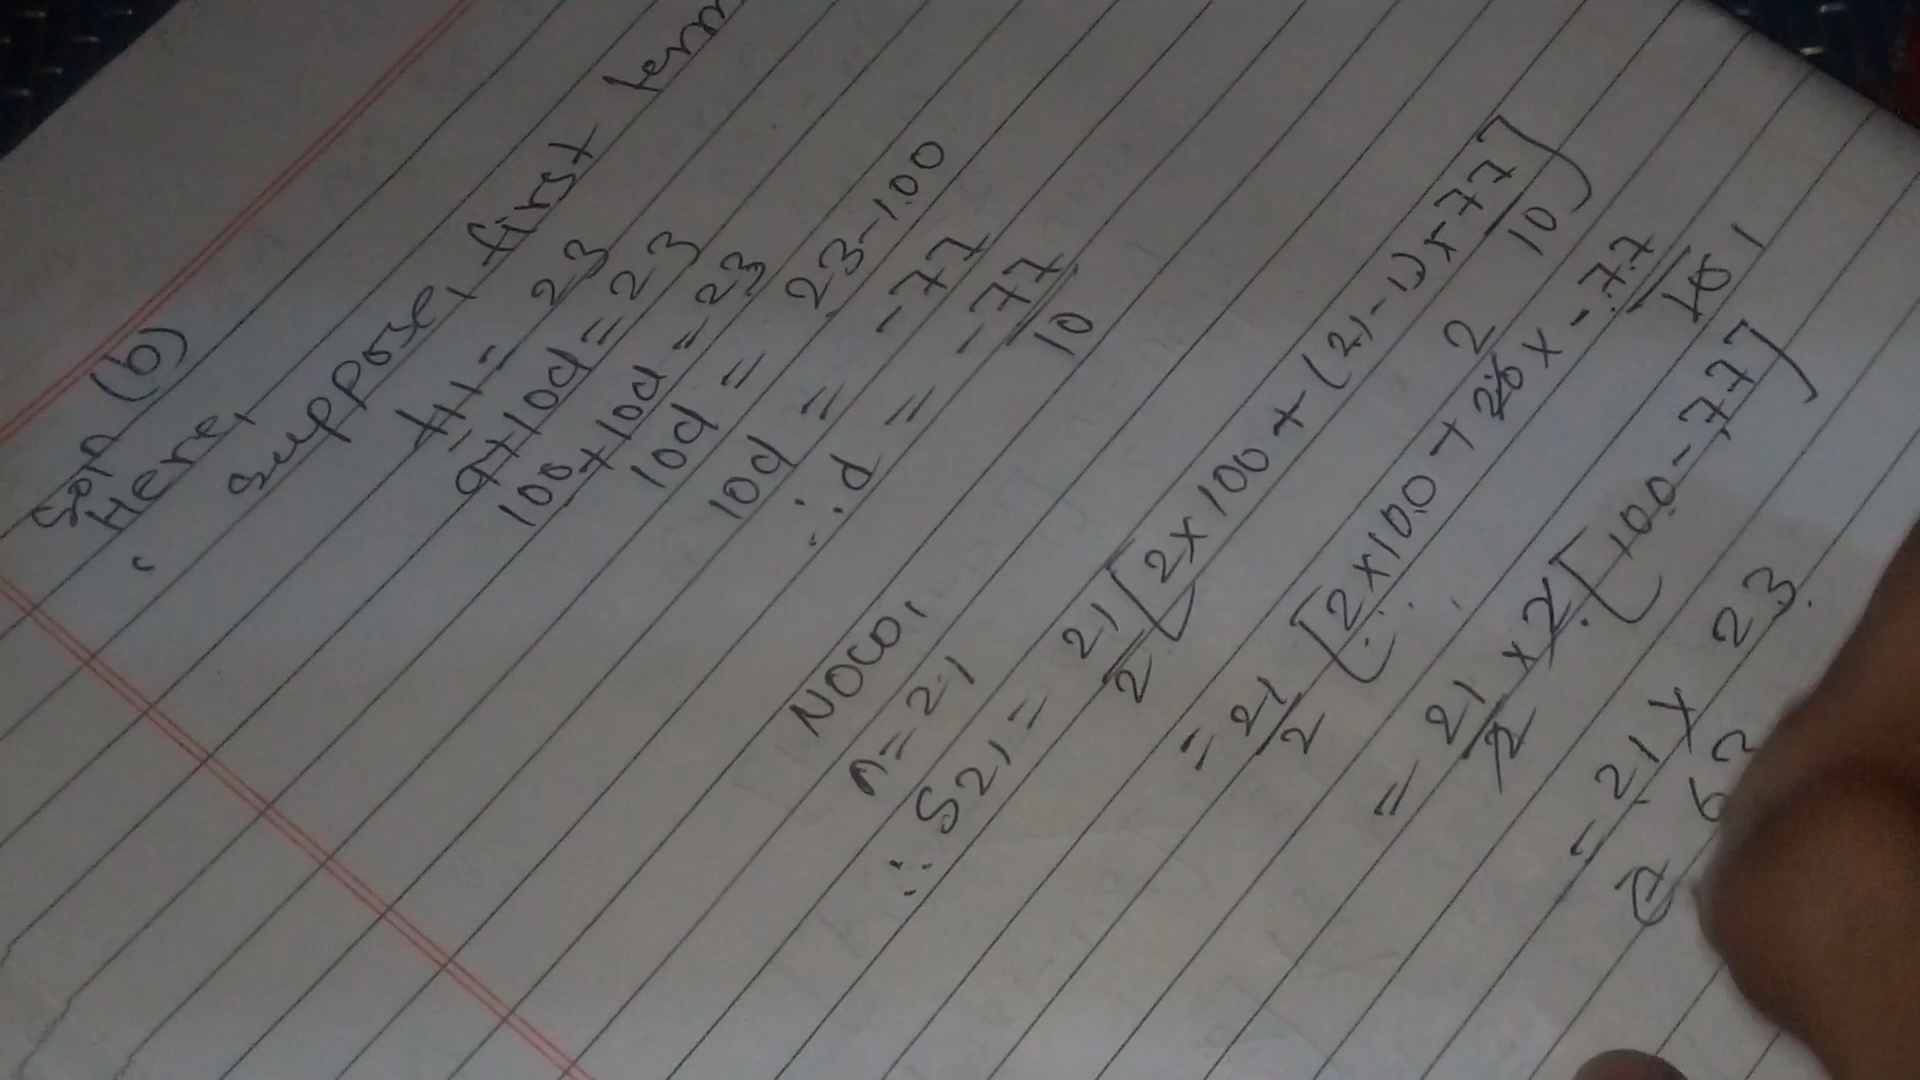 Soln (b)
Here,
Suppose, first term
t11 = 23
a+10d = 23
100+10d = 23
10d = 23-100
10d = -77
∴ d = -77/10
Now,
n = 21
∴ S21 = 21/2 [2×100+(21-1)×-77/10]
= 21/2 [2×100+20 2×-77/10 1]
= 21/2 × 2 [100-77]
= 21 × 23